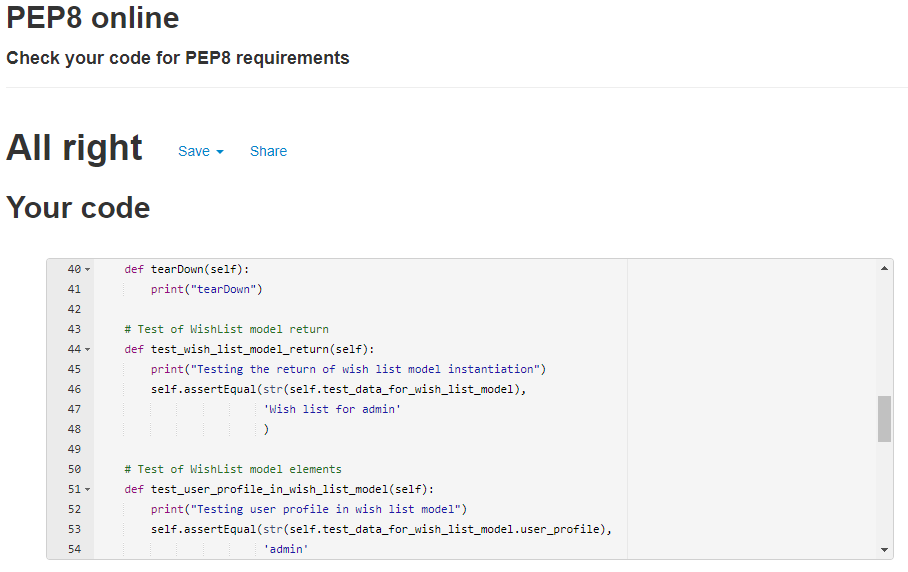 PEP8 online
Check your code for PEP8 requirements
All right Save Share
Your code
40 def tearDown(self):
41 print("tearDown")
42
43 # Test of WishList model return
44 def test_wish_list_model_return(self):
45 print("Testing the return of wish list model instantiation")
46 self.assertEqual(str(self.test_data_for_wish_list_model),
47 'Wish list for admin'
48 )
49
50 # Test of WishList model elements
51 def test_user_profile_in_wish_list_model(self):
52 print("Testing user profile in wish list model")
53 self.assertEqual(str(self.test_data_for_wish_list_model.user_profile),
54 'admin'